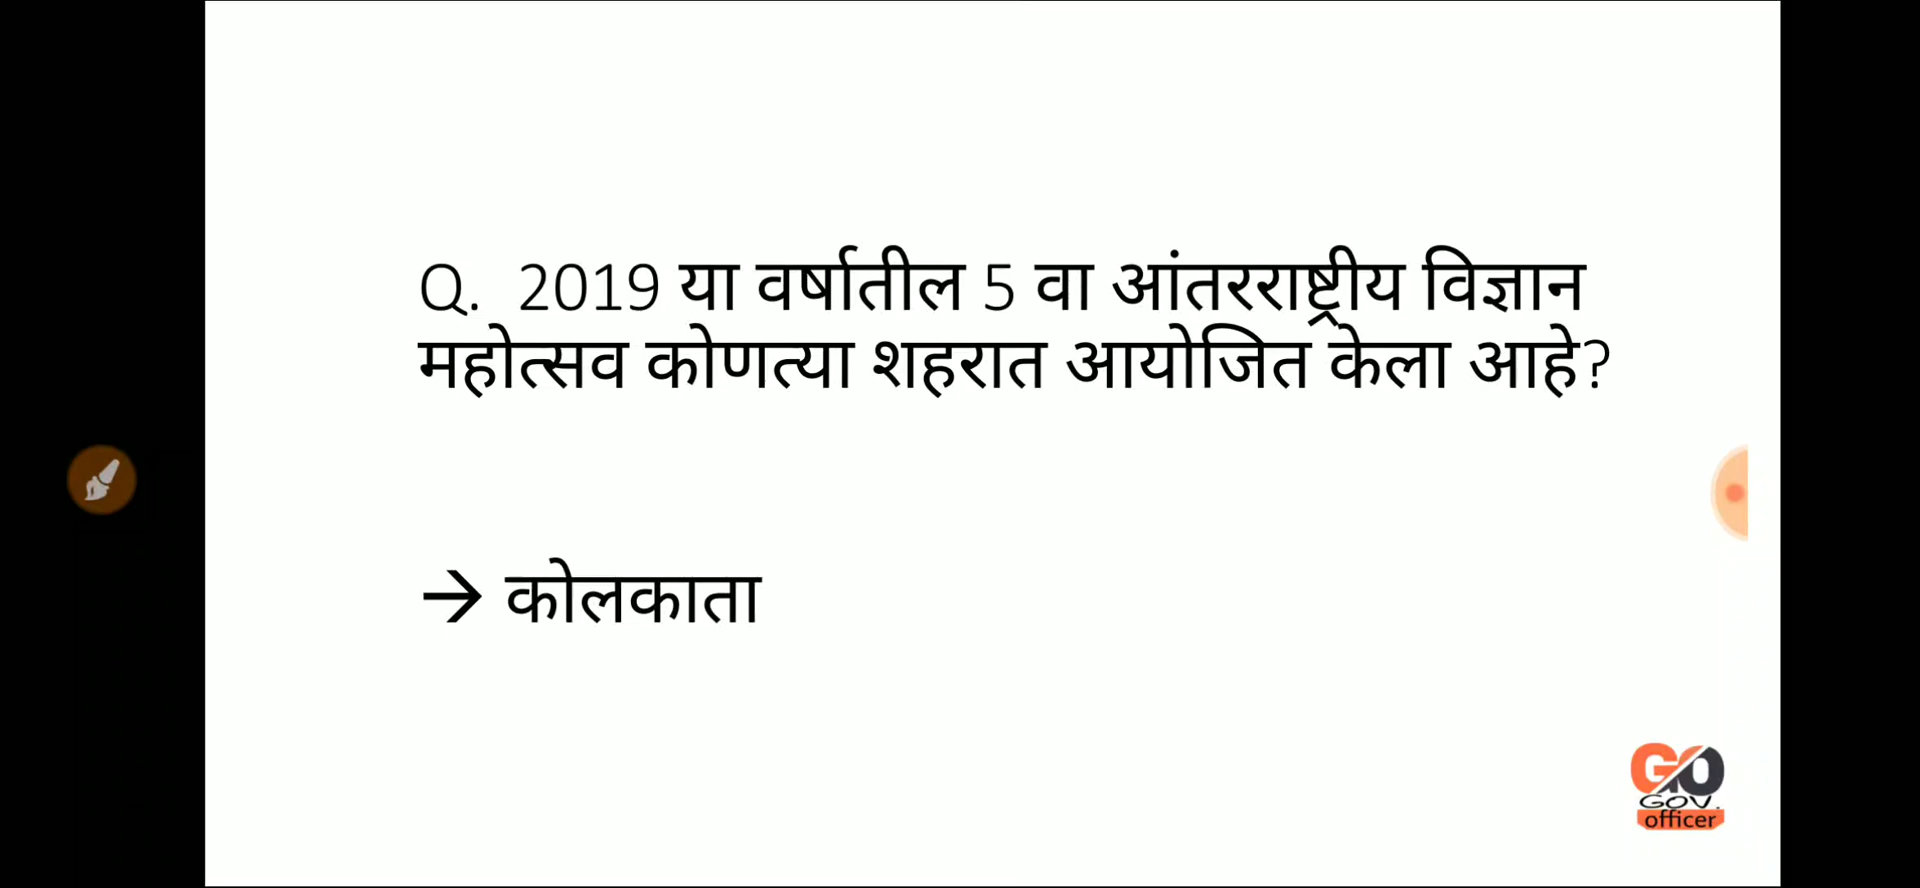 Q. 2019 या वर्षातील 5 वा आंतरराष्ट्रीय विज्ञान
महोत्सव कोणत्या शहरात आयोजित केला आहे?
→ कोलकाता
GO
GOV.
officer